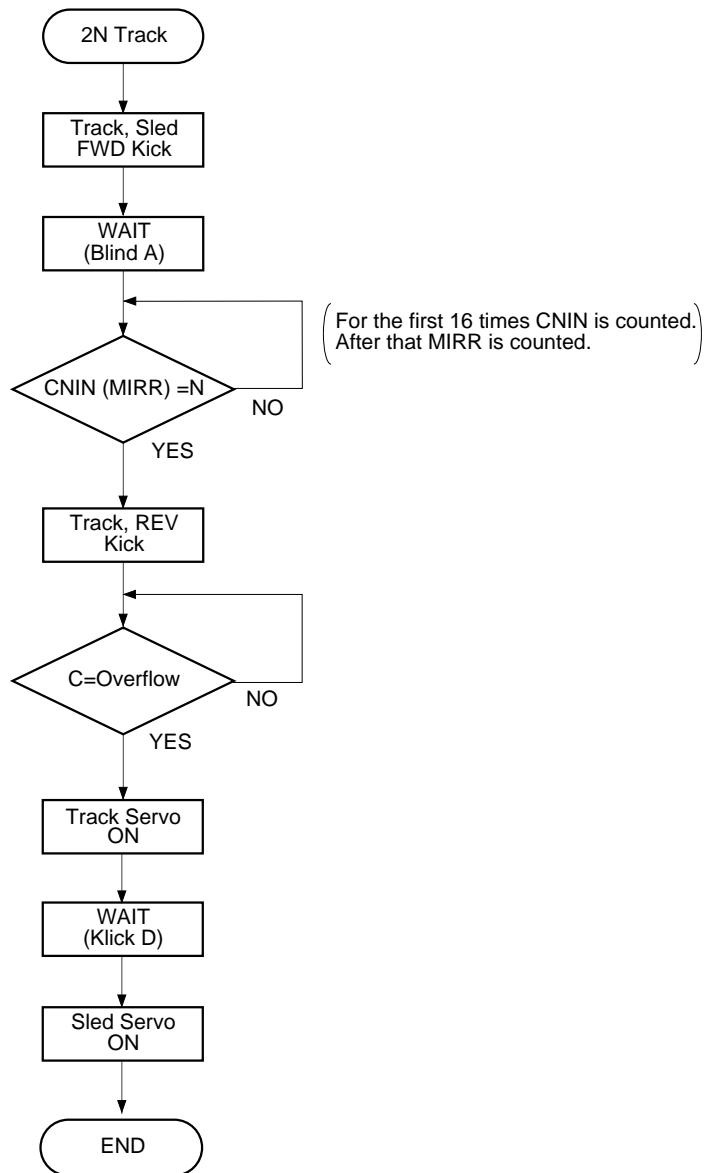 2N Track
Track, Sled
FWD Kick
WAIT
(Blind A)
(For the first 16 times CNIN is counted.
After that MIRR is counted.)
CNIN (MIRR) =N
NO
YES
Track, REV
Kick
C=Overflow
NO
YES
Track Servo
ON
WAIT
(Klick D)
Sled Servo
ON
END